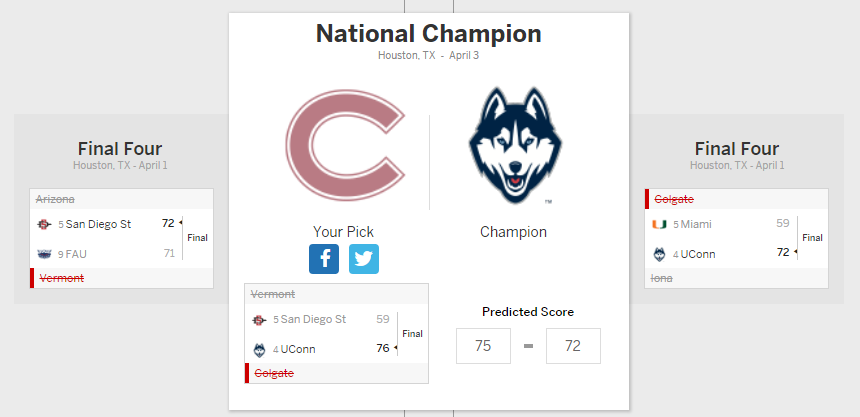 National Champion
Houston, TX - April 3
Your Pick
Champion
Vermont
5 San Diego St 59
4 UConn 76
Final
Colgate
Predicted Score
75 - 72
Final Four
Houston, TX - April 1
Arizona
5 San Diego St 72
9 FAU 71
Final
Vermont
Final Four
Houston, TX - April 1
Colgate
5 Miami 59
4 UConn 72
Final
Iona
C
TM